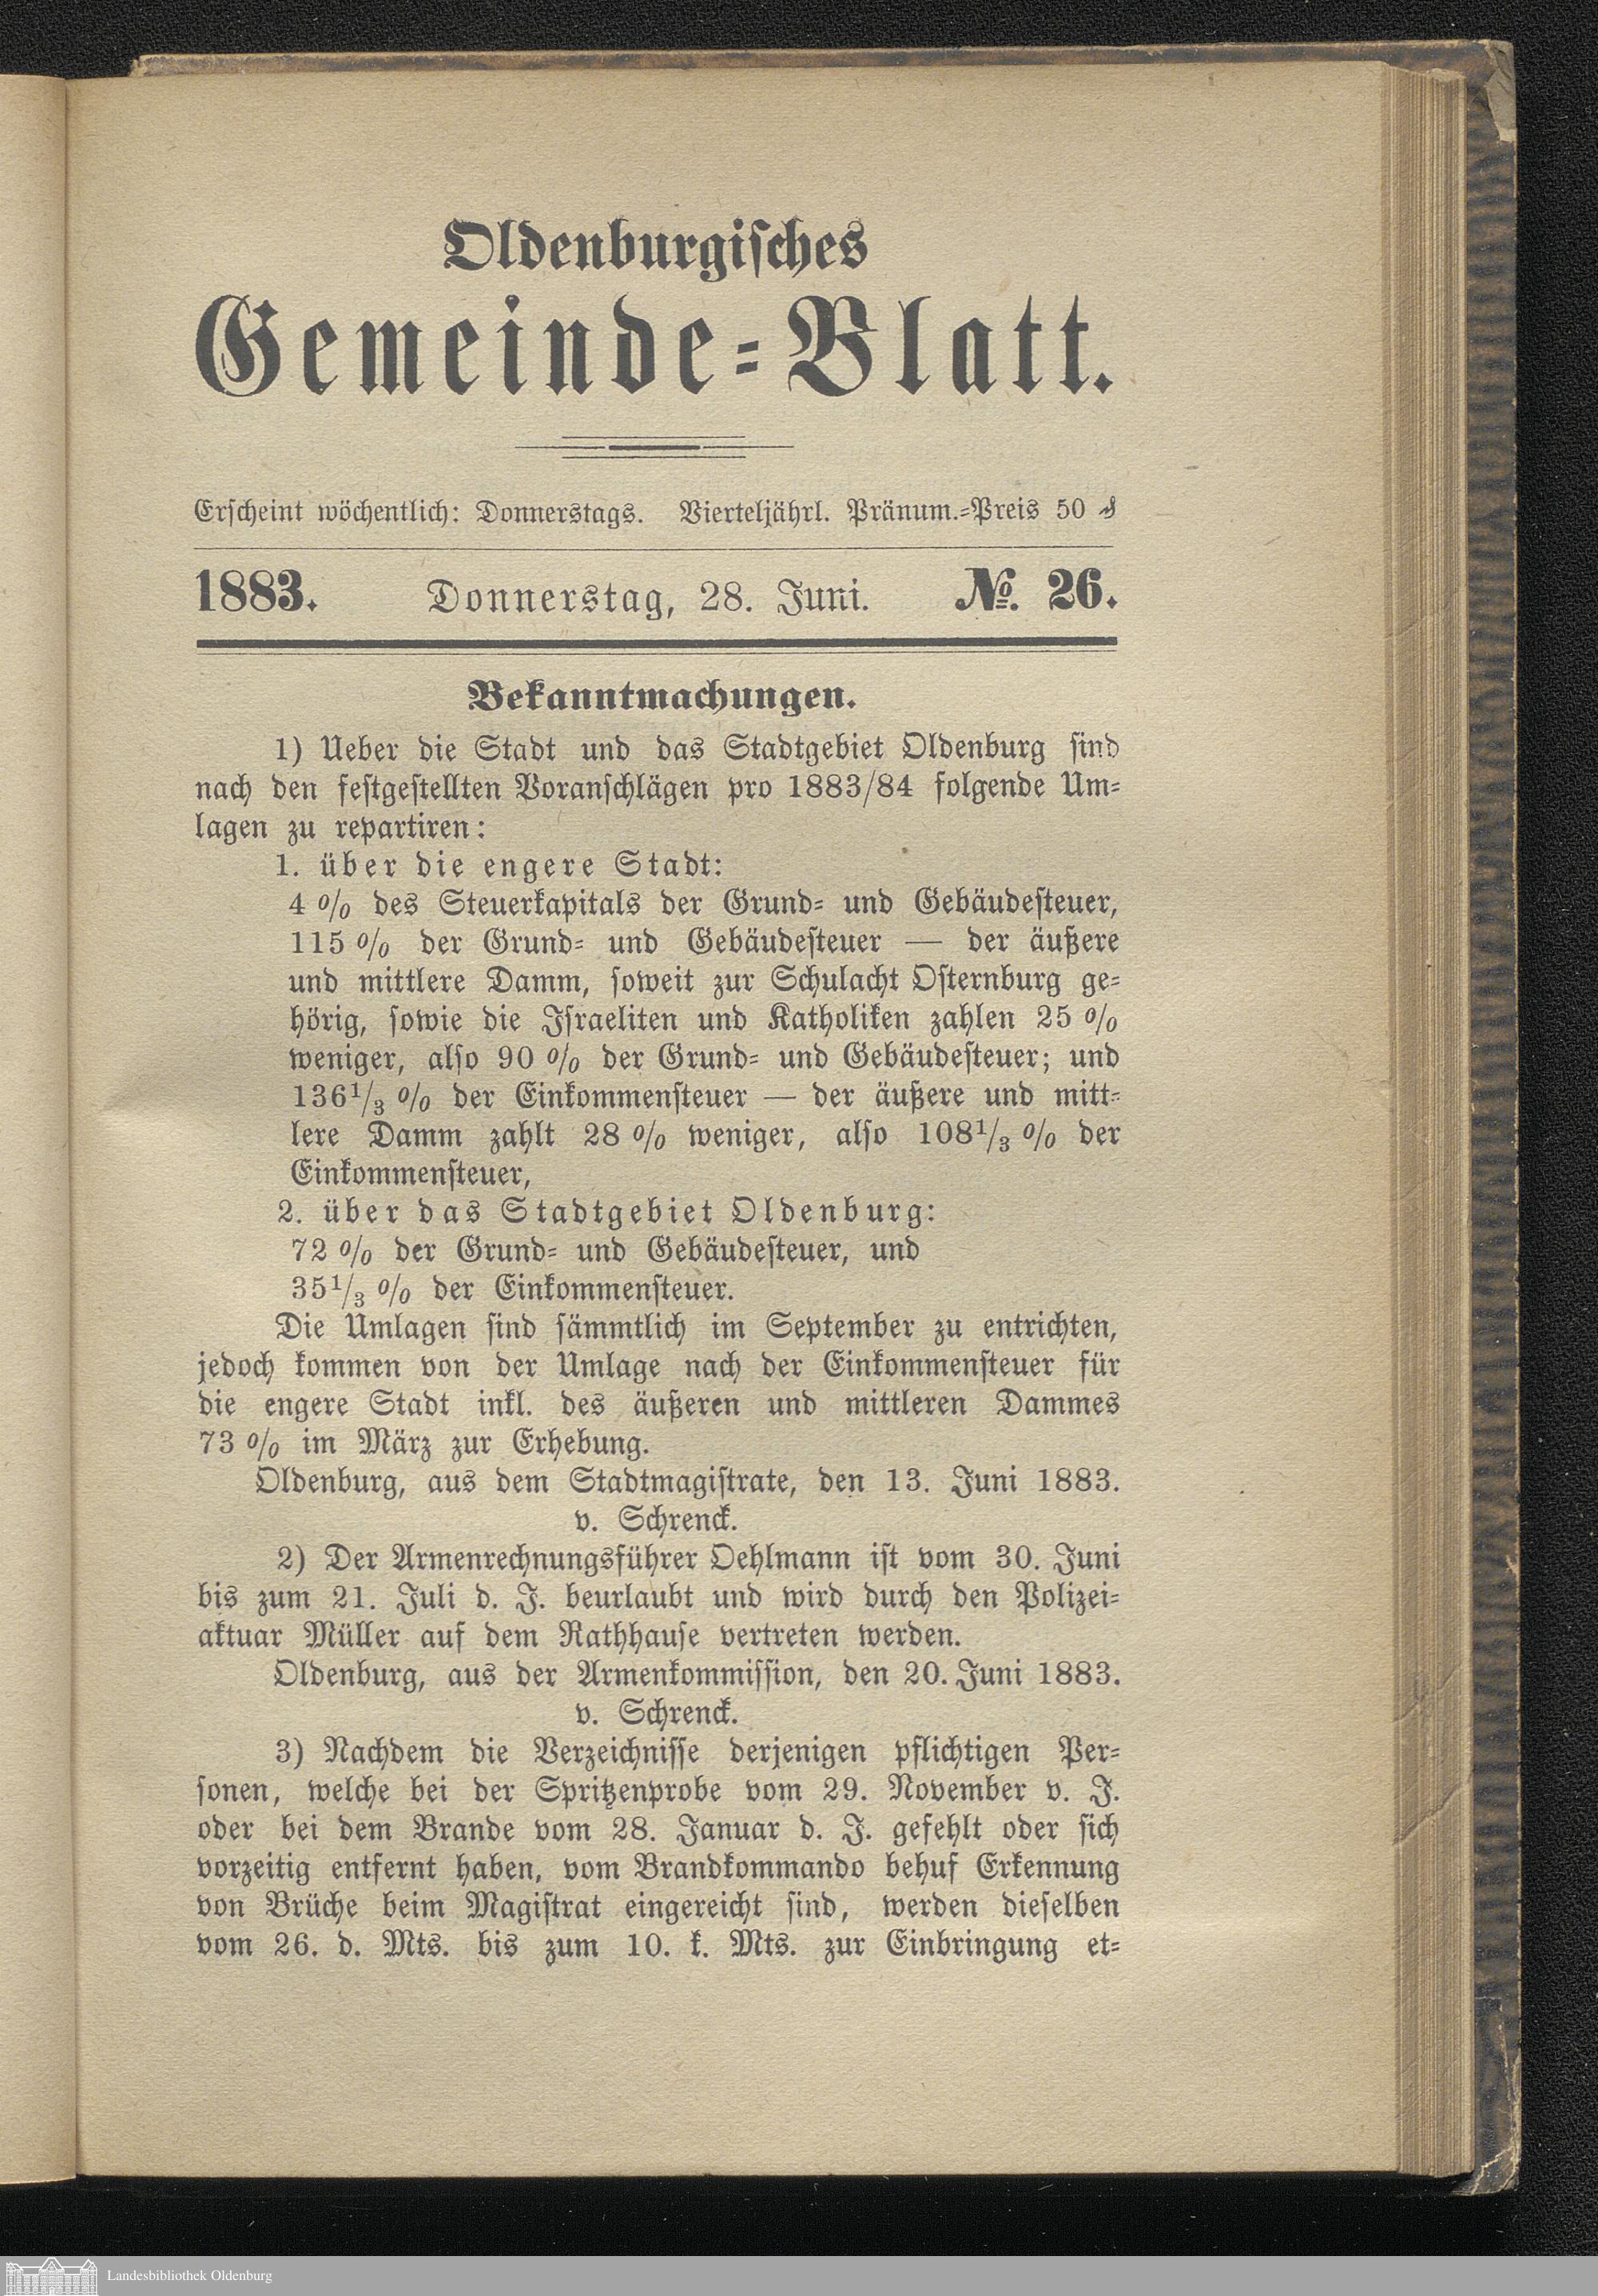 Oldenburgisches
Gemeinde-Blatt.
Erscheint wöchentlich: Donnerstags. Vierteljährl. Pränum.-Preis 50 ₰
1883. Donnerstag, 28. Juni. №. 26.
Bekanntmachungen.
1) Ueber die Stadt und das Stadtgebiet Oldenburg sind
nach den festgestellten Voranschlägen pro 1883/84 folgende Um-
lagen zu repartiren:
1. über die engere Stadt:
4 % des Steuerkapitals der Grund- und Gebäudesteuer,
115 % der Grund- und Gebäudesteuer — der äußere
und mittlere Damm, soweit zur Schulacht Osternburg ge-
hörig, sowie die Israeliten und Katholiken zahlen 25 %
weniger, also 90 % der Grund- und Gebäudesteuer; und
136 1/3 % der Einkommensteuer — der äußere und mitt-
lere Damm zahlt 28 % weniger, also 108 1/3 % der
Einkommensteuer,
2. über das Stadtgebiet Oldenburg:
72 % der Grund- und Gebäudesteuer, und
35 1/3 % der Einkommensteuer.
Die Umlagen sind sämmtlich im September zu entrichten,
jedoch kommen von der Umlage nach der Einkommensteuer für
die engere Stadt inkl. des äußeren und mittleren Dammes
73 % im März zur Erhebung.
Oldenburg, aus dem Stadtmagistrate, den 13. Juni 1883.
v. Schrenck.
2) Der Armenrechnungsführer Oehlmann ist vom 30. Juni
bis zum 21. Juli d. J. beurlaubt und wird durch den Polizei-
aktuar Müller auf dem Rathhause vertreten werden.
Oldenburg, aus der Armenkommission, den 20. Juni 1883.
v. Schrenck.
3) Nachdem die Verzeichnisse derjenigen pflichtigen Per-
sonen, welche bei der Spritzenprobe vom 29. November v. J.
oder bei dem Brande vom 28. Januar d. J. gefehlt oder sich
vorzeitig entfernt haben, vom Brandkommando behuf Erkennung
von Brüche beim Magistrat eingereicht sind, werden dieselben
vom 26. d. Mts. bis zum 10. k. Mts. zur Einbringung et-
Landesbibliothek Oldenburg